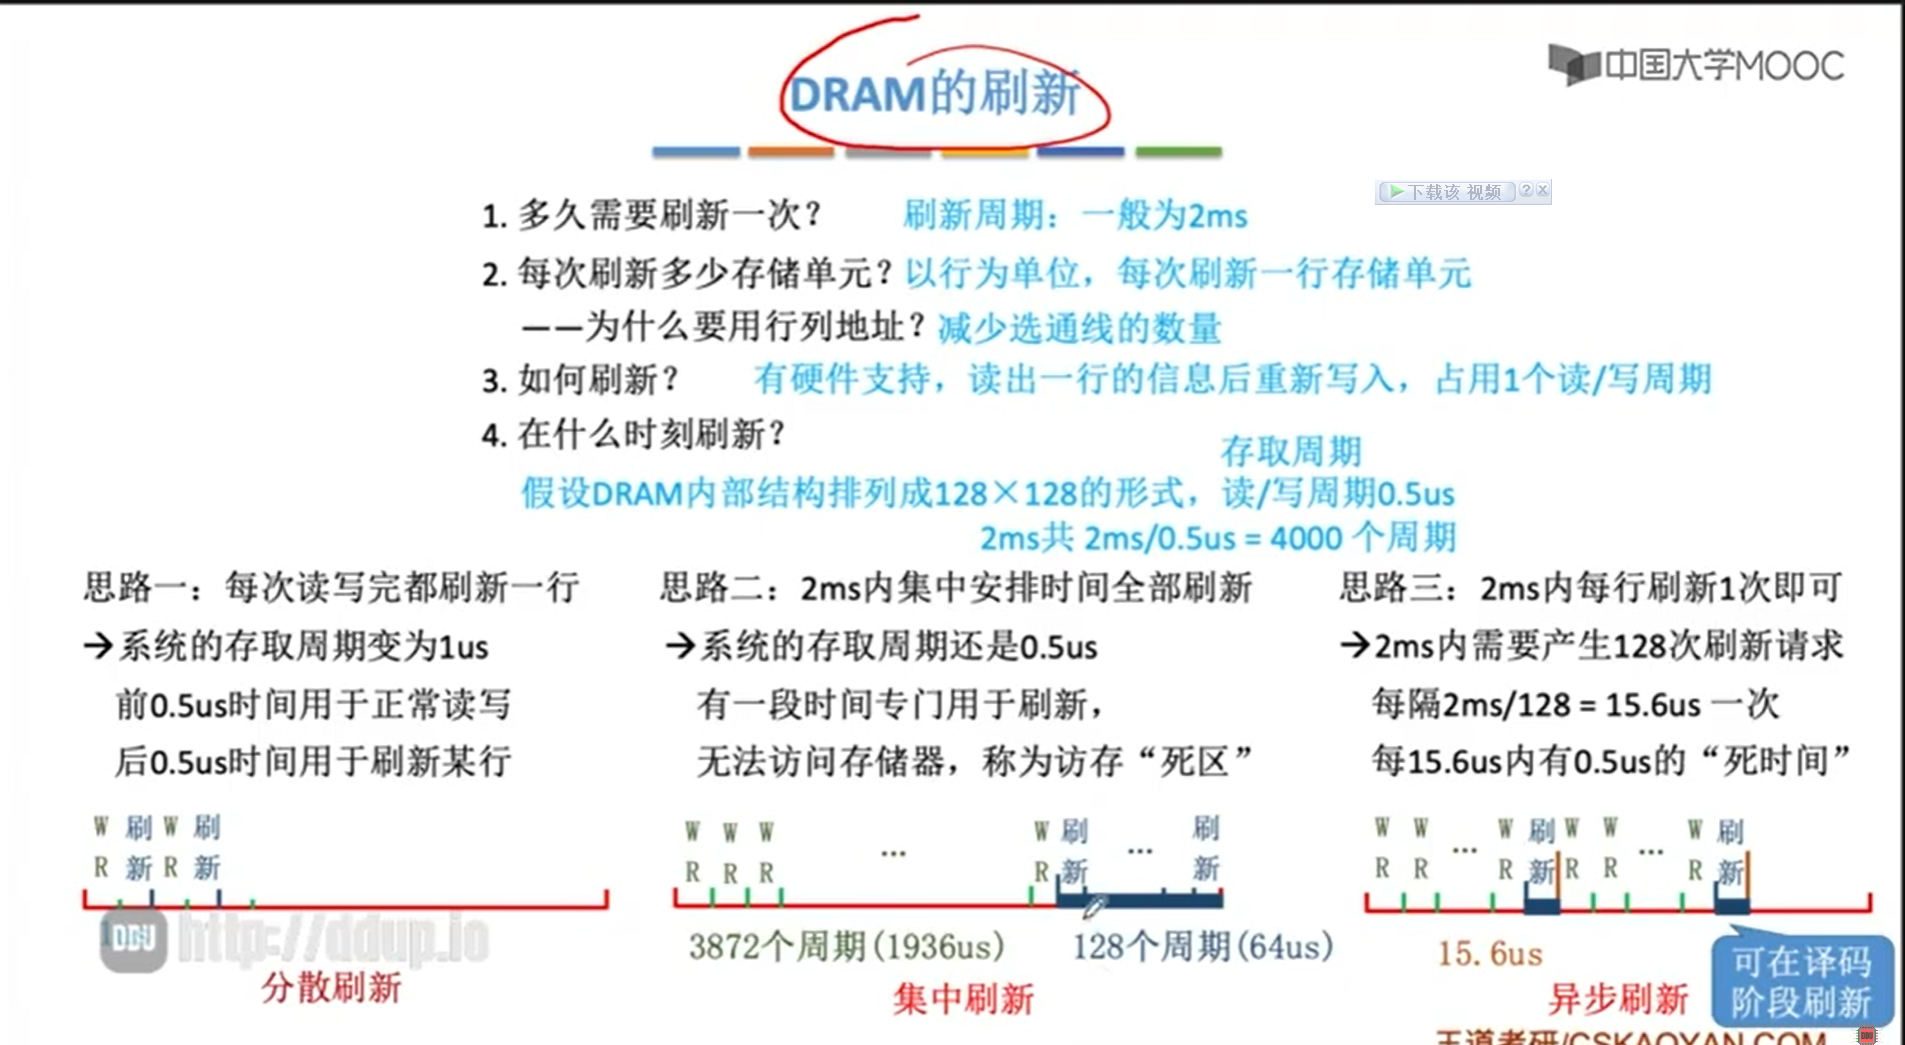 中国大学MOOC
DRAM的刷新
下载该 视频
1. 多久需要刷新一次？ 刷新周期：一般为2ms
2. 每次刷新多少存储单元？以行为单位，每次刷新一行存储单元
——为什么要用行列地址？减少选通线的数量
3. 如何刷新？ 有硬件支持，读出一行的信息后重新写入，占用1个读/写周期
4. 在什么时刻刷新？
存取周期
假设DRAM内部结构排列成128×128的形式，读/写周期0.5us
2ms共 2ms/0.5us = 4000 个周期
思路一：每次读写完都刷新一行
→系统的存取周期变为1us
前0.5us时间用于正常读写
后0.5us时间用于刷新某行
W 刷 W 刷
R 新 R 新
DDU http://ddup.io
分散刷新
思路二：2ms内集中安排时间全部刷新
→系统的存取周期还是0.5us
有一段时间专门用于刷新，
无法访问存储器，称为访存“死区”
W W W ... W 刷 ... 刷
R R R R 新 新
3872个周期(1936us) 128个周期(64us)
集中刷新
思路三：2ms内每行刷新1次即可
→2ms内需要产生128次刷新请求
每隔2ms/128 = 15.6us 一次
每15.6us内有0.5us的“死时间”
W W ... W 刷 W W ... W 刷
R R R 新 R R R 新
15.6us
可在译码
阶段刷新
异步刷新
王道考研/CSKAOYAN.COM